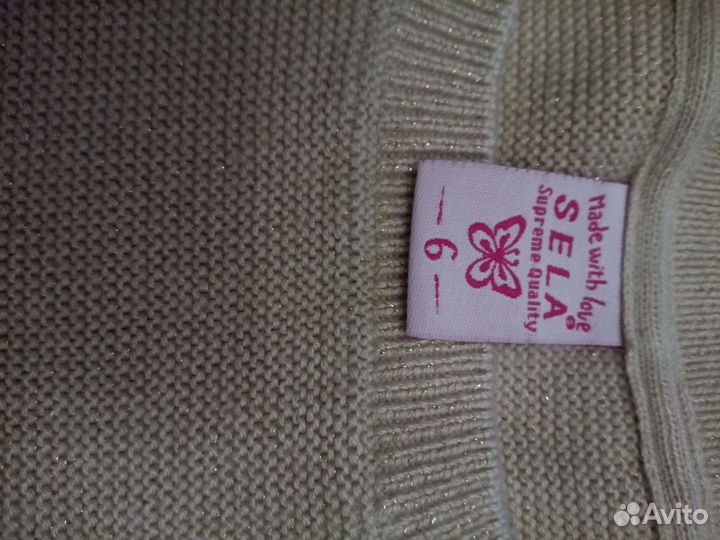 Made with love
SELA®
Supreme Quality
- 6 -
Avito